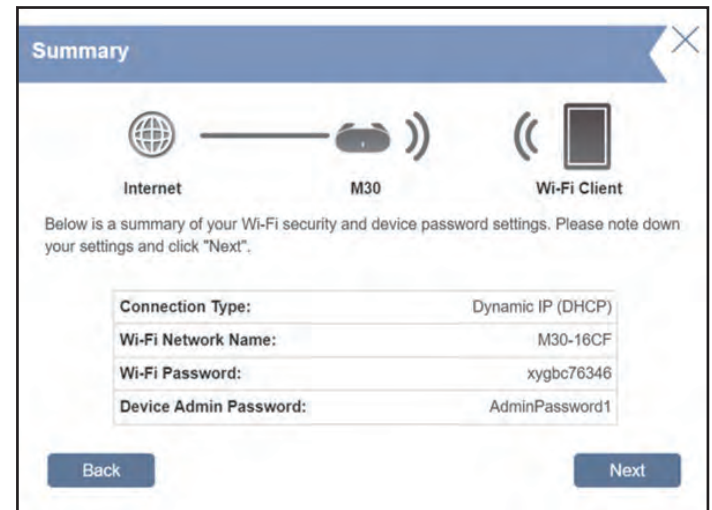 Summary
Internet M30 Wi-Fi Client
Below is a summary of your Wi-Fi security and device password settings. Please note down
your settings and click "Next".
Connection Type: Dynamic IP (DHCP)
Wi-Fi Network Name: M30-16CF
Wi-Fi Password: xygbc76346
Device Admin Password: AdminPassword1
Back Next